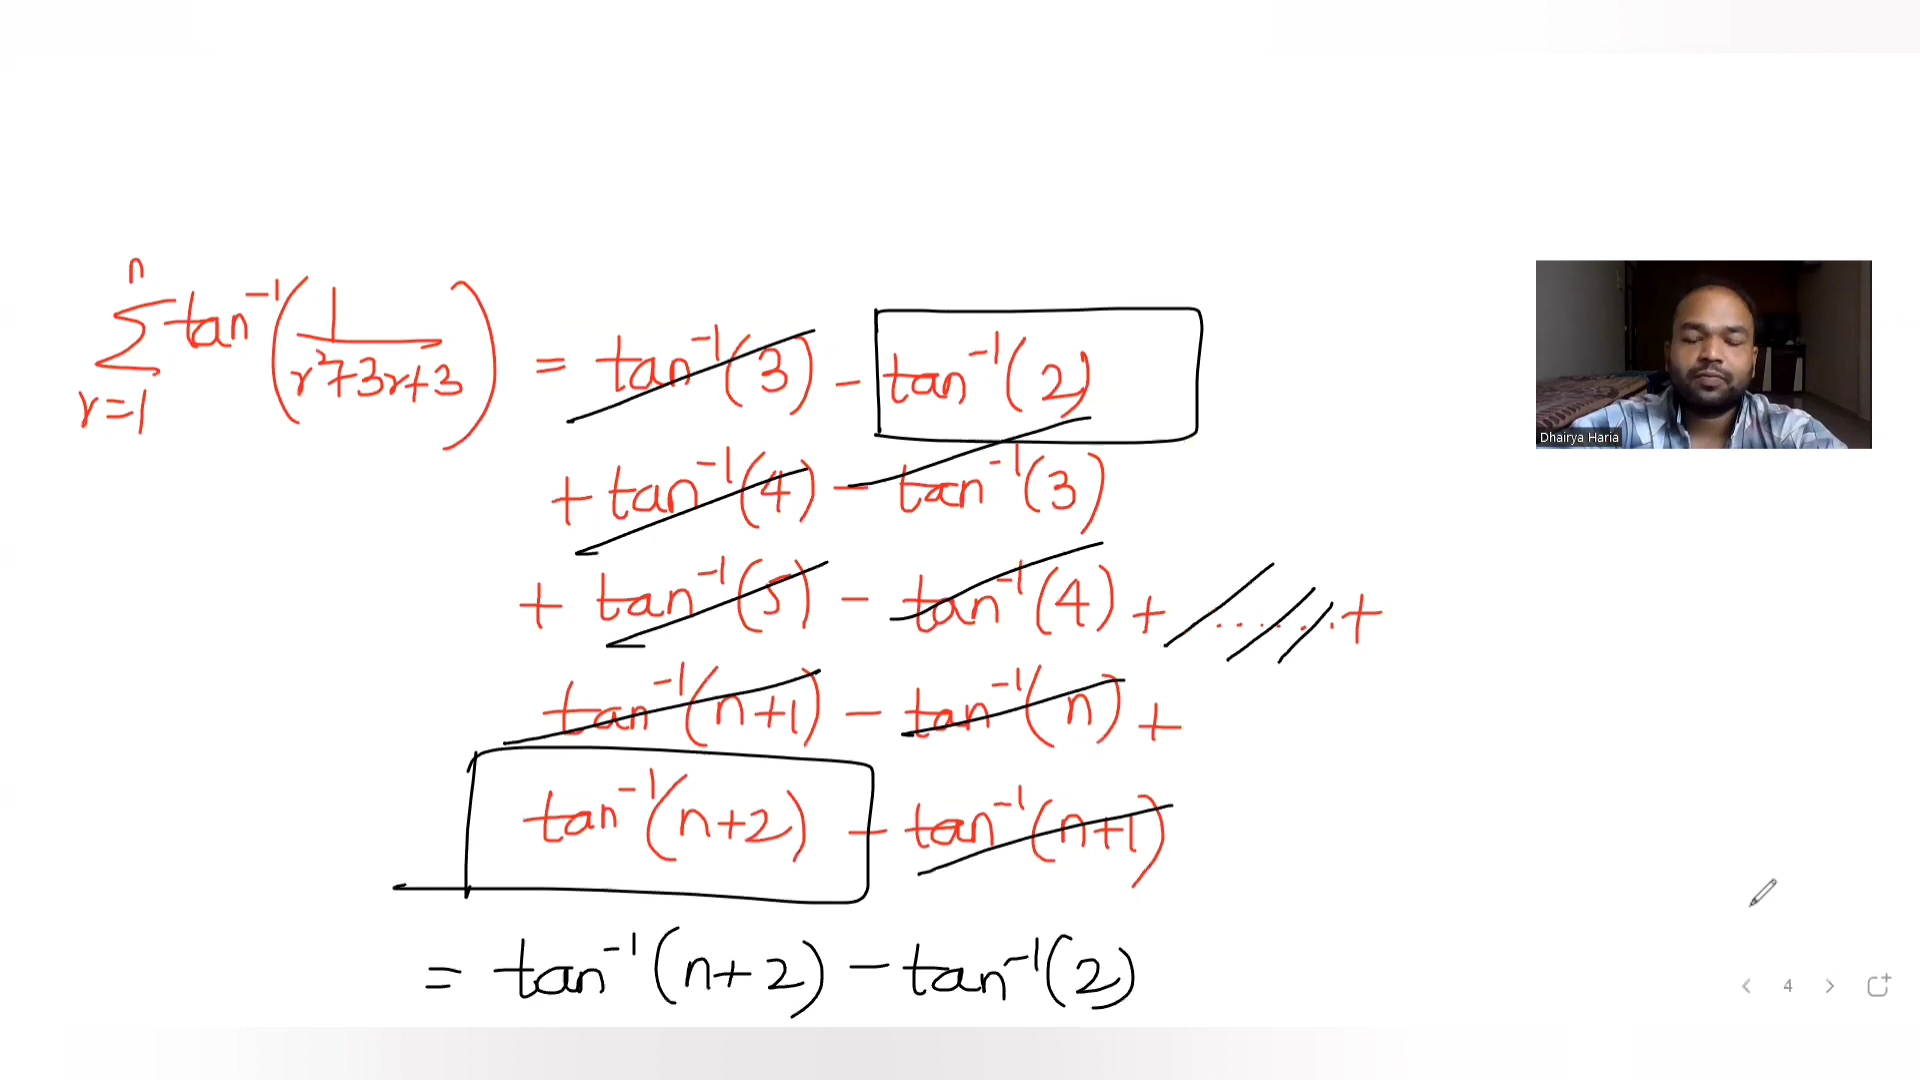 n
∑ tan⁻¹(1/(r²+3r+3)) = tan⁻¹(3) - tan⁻¹(2)
r=1
+ tan⁻¹(4) - tan⁻¹(3)
+ tan⁻¹(5) - tan⁻¹(4) + ...... +
tan⁻¹(n+1) - tan⁻¹(n) +
tan⁻¹(n+2) - tan⁻¹(n+1)
= tan⁻¹(n+2) - tan⁻¹(2)
Dhairya Haria
< 4 >